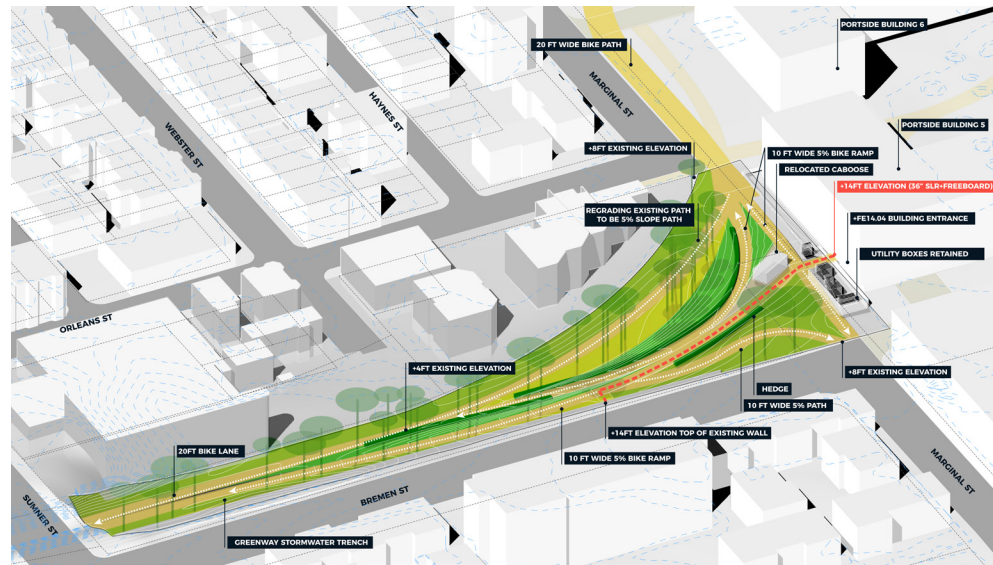 PORTSIDE BUILDING 6
20 FT WIDE BIKE PATH
MARGINAL ST
HAYNES ST
WEBSTER ST
PORTSIDE BUILDING 5
+8FT EXISTING ELEVATION
10 FT WIDE 5% BIKE RAMP
RELOCATED CABOOSE
+14FT ELEVATION (36" SLR+FREEBOARD)
REGRADING EXISTING PATH
TO BE 5% SLOPE PATH
+FE14.04 BUILDING ENTRANCE
UTILITY BOXES RETAINED
ORLEANS ST
+4FT EXISTING ELEVATION
+8FT EXISTING ELEVATION
HEDGE
10 FT WIDE 5% PATH
+14FT ELEVATION TOP OF EXISTING WALL
20FT BIKE LANE
10 FT WIDE 5% BIKE RAMP
MARGINAL ST
BREMEN ST
SUMNER ST
GREENWAY STORMWATER TRENCH